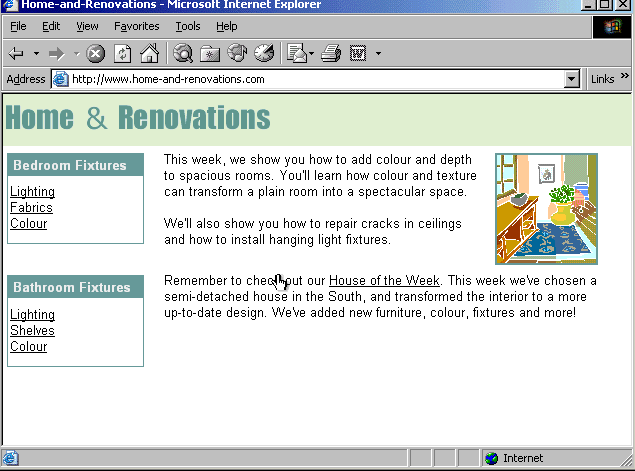 Home-and-Renovations - Microsoft Internet Explorer
File Edit View Favorites Tools Help
Address http://www.home-and-renovations.com Links »
Home & Renovations
Bedroom Fixtures
Lighting
Fabrics
Colour
This week, we show you how to add colour and depth
to spacious rooms. You'll learn how colour and texture
can transform a plain room into a spectacular space.
We'll also show you how to repair cracks in ceilings
and how to install hanging light fixtures.
Bathroom Fixtures
Lighting
Shelves
Colour
Remember to check out our House of the Week. This week we've chosen a
semi-detached house in the South, and transformed the interior to a more
up-to-date design. We've added new furniture, colour, fixtures and more!
Internet